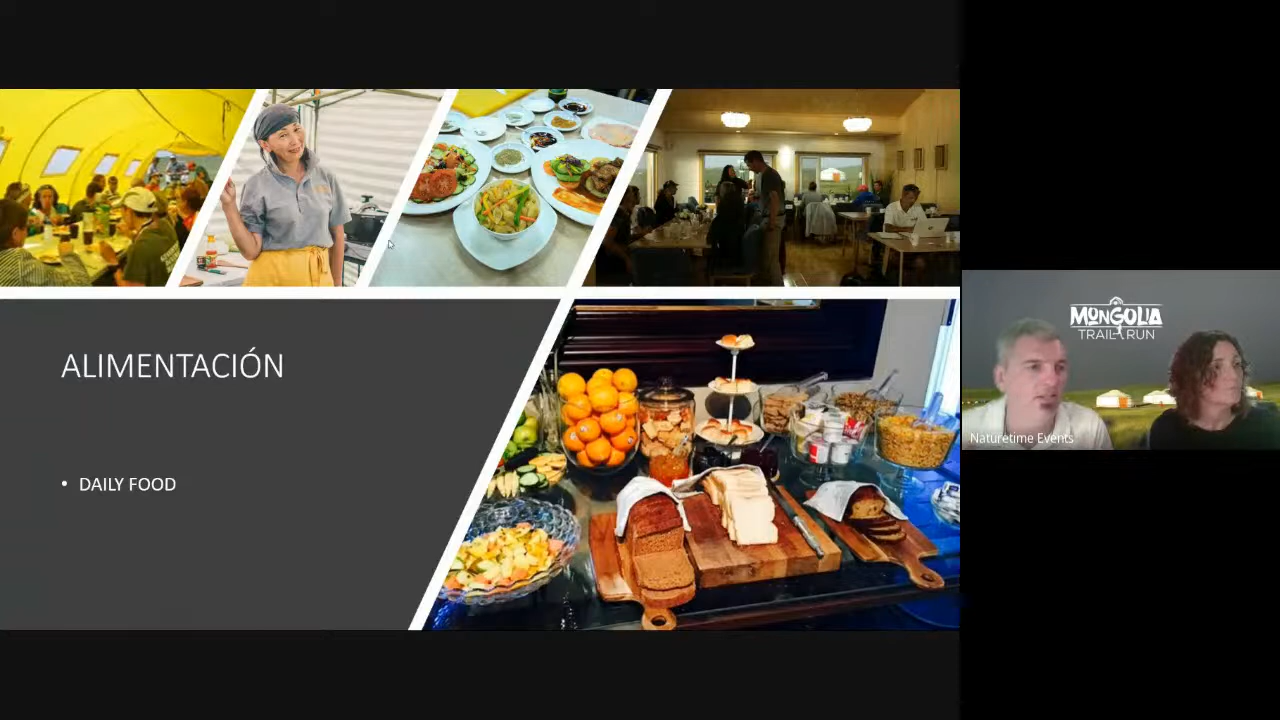 ALIMENTACIÓN
• DAILY FOOD
MONGOLIA
TRAIL RUN
Naturetime Events